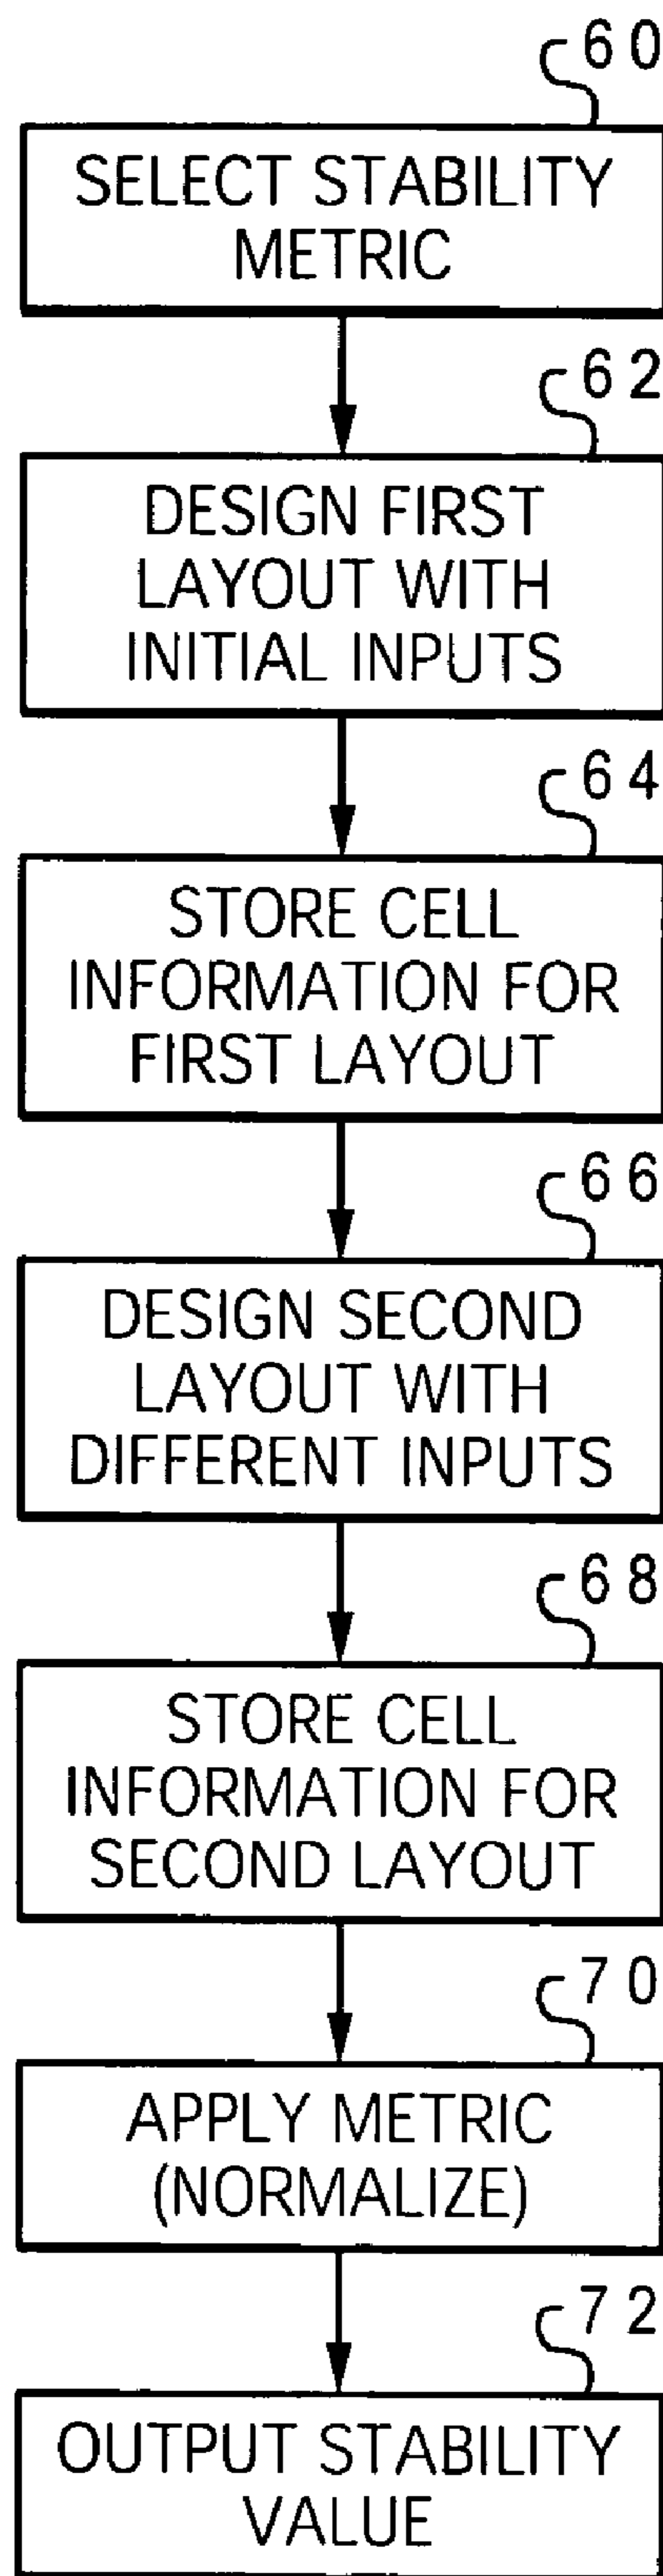 60
SELECT STABILITY
METRIC
62
DESIGN FIRST
LAYOUT WITH
INITIAL INPUTS
64
STORE CELL
INFORMATION FOR
FIRST LAYOUT
66
DESIGN SECOND
LAYOUT WITH
DIFFERENT INPUTS
68
STORE CELL
INFORMATION FOR
SECOND LAYOUT
70
APPLY METRIC
(NORMALIZE)
72
OUTPUT STABILITY
VALUE